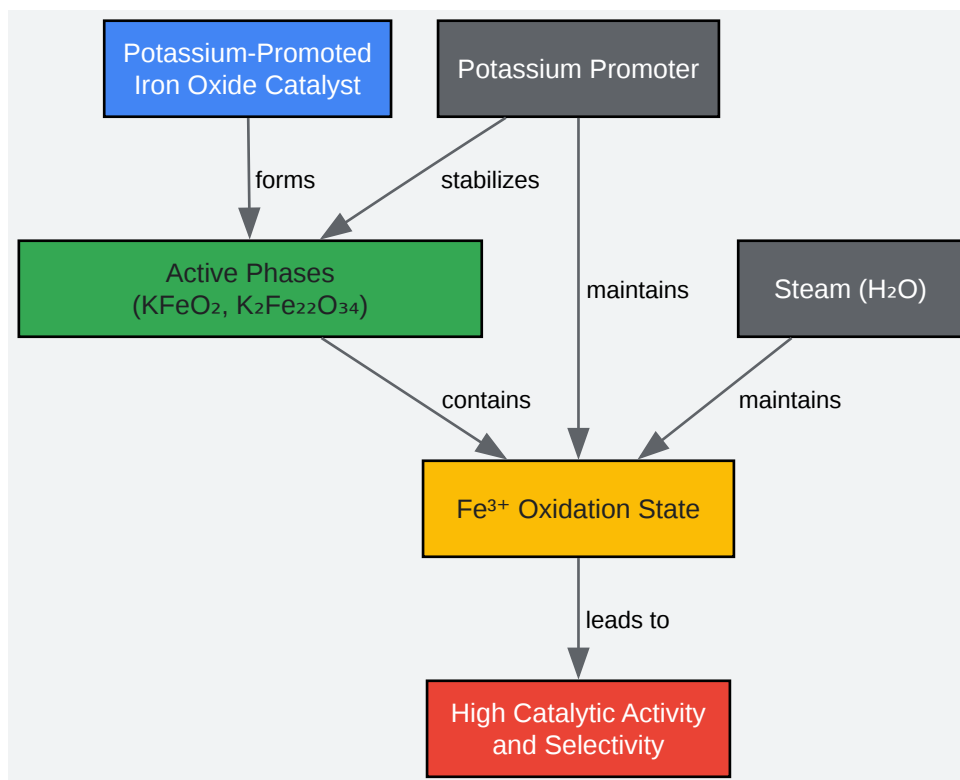 Potassium-Promoted
Iron Oxide Catalyst
Potassium Promoter
forms
stabilizes
Active Phases
(KFeO₂, K₂Fe₂₂O₃₄)
maintains
Steam (H₂O)
contains
maintains
Fe³⁺ Oxidation State
leads to
High Catalytic Activity
and Selectivity